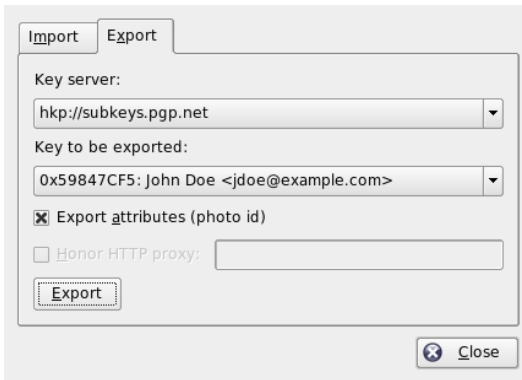 Import Export
Key server:
hkp://subkeys.pgp.net
Key to be exported:
0x59847CF5: John Doe <jdoe@example.com>
Export attributes (photo id)
Honor HTTP proxy:
Export
Close